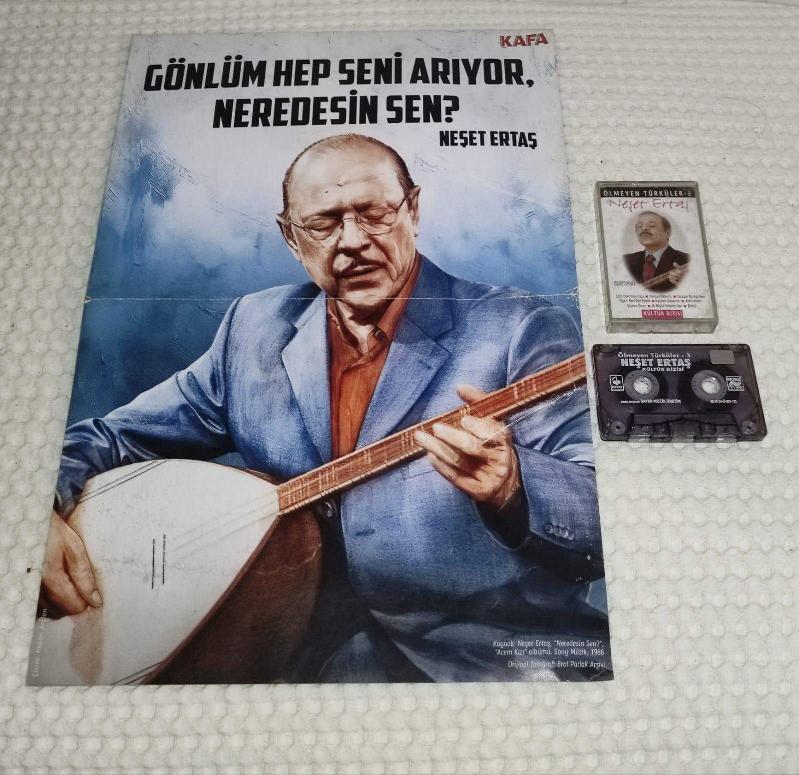 KAFA
GÖNLÜM HEP SENİ ARIYOR,
NEREDESİN SEN?
NEŞET ERTAŞ
Kaynak: Neşet Ertaş, "Neredesin Sen?",
"Acem Kızı" albümü, Sony Müzik, 1986
Orijinal fotoğraf: Erol Parlak Arşivi
ÖLMEYEN TÜRKÜLER - 3
Neşet Ertaş
KÜLTÜR DİZİSİ
Ölmeyen Türküler - 3
NEŞET ERTAŞ
KÜLTÜR DİZİSİ